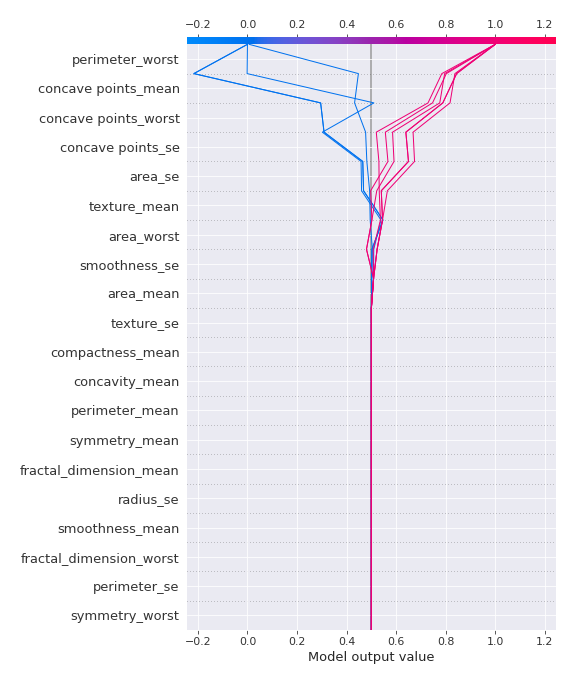 −0.2 0.0 0.2 0.4 0.6 0.8 1.0 1.2
perimeter_worst
concave points_mean
concave points_worst
concave points_se
area_se
texture_mean
area_worst
smoothness_se
area_mean
texture_se
compactness_mean
concavity_mean
perimeter_mean
symmetry_mean
fractal_dimension_mean
radius_se
smoothness_mean
fractal_dimension_worst
perimeter_se
symmetry_worst
−0.2 0.0 0.2 0.4 0.6 0.8 1.0 1.2
Model output value